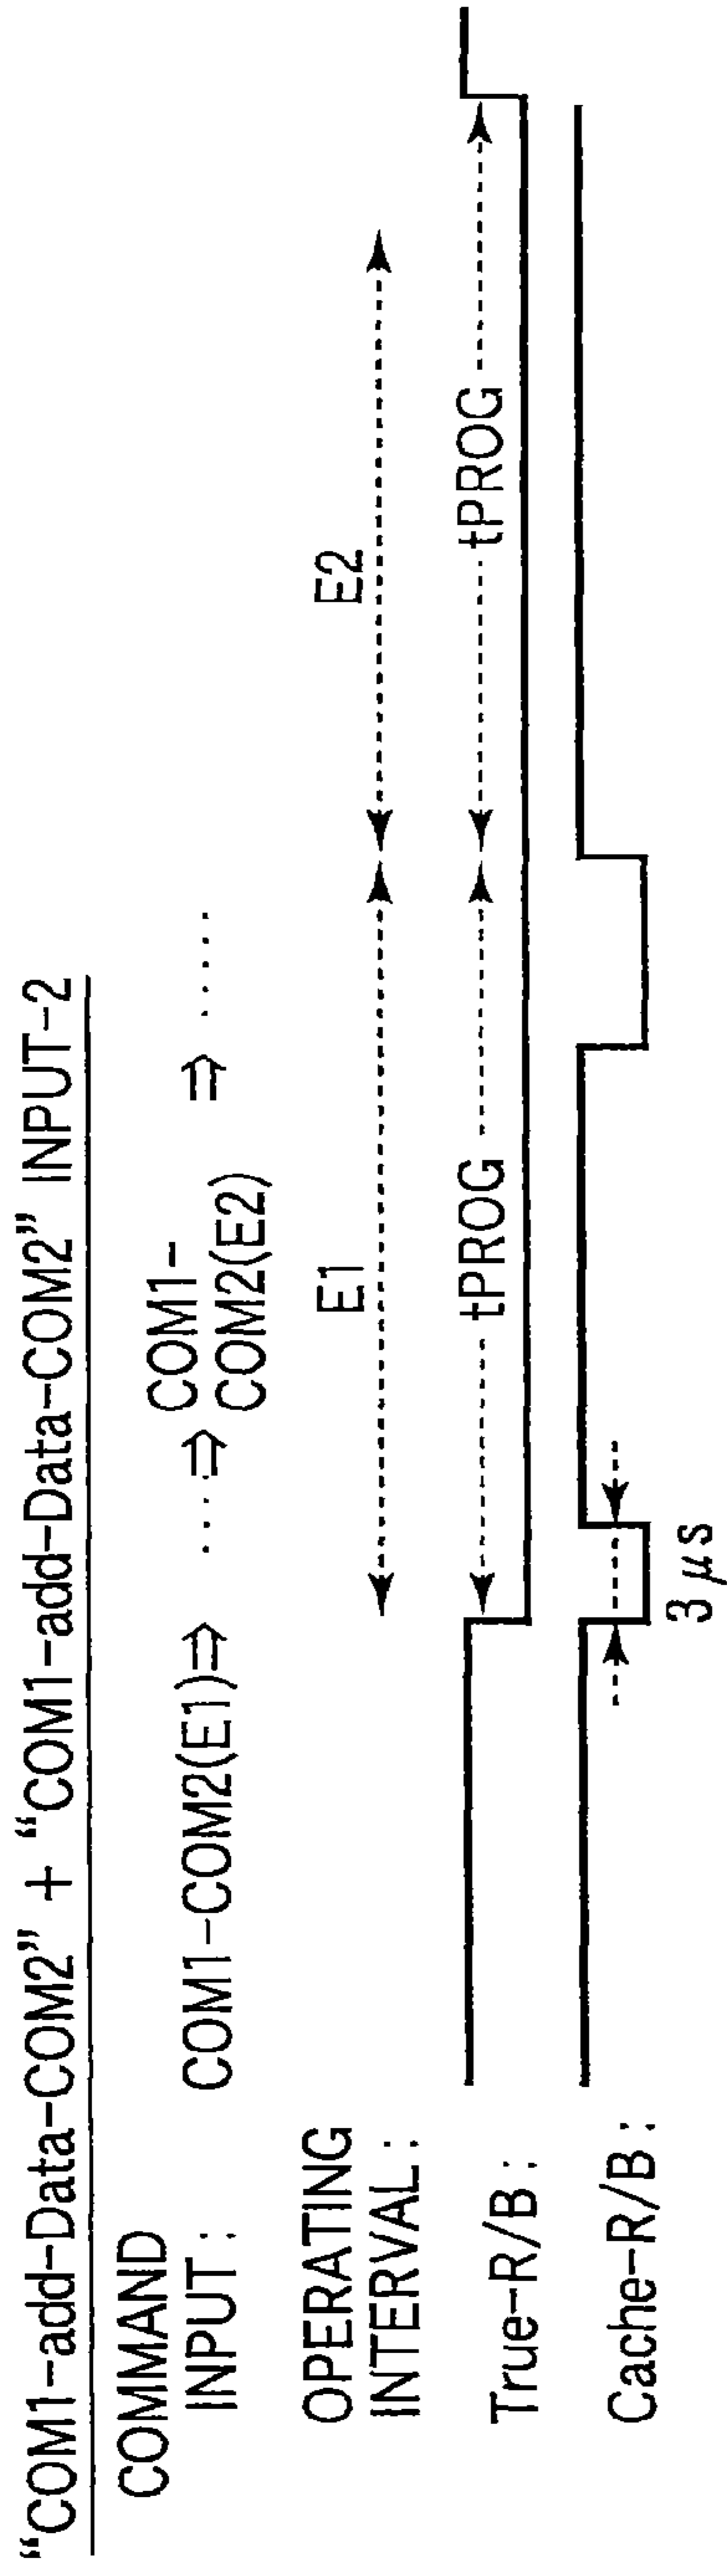 “COM1-add-Data-COM2” + “COM1-add-Data-COM2” INPUT-2
COMMAND
INPUT:
COM1-COM2(E1)⇒ ····· ⇒ COM1-
COM2(E2)
⇒ ·····
OPERATING
INTERVAL:
E1
E2
True-R/B:
tPROG
tPROG
Cache-R/B:
3 μs